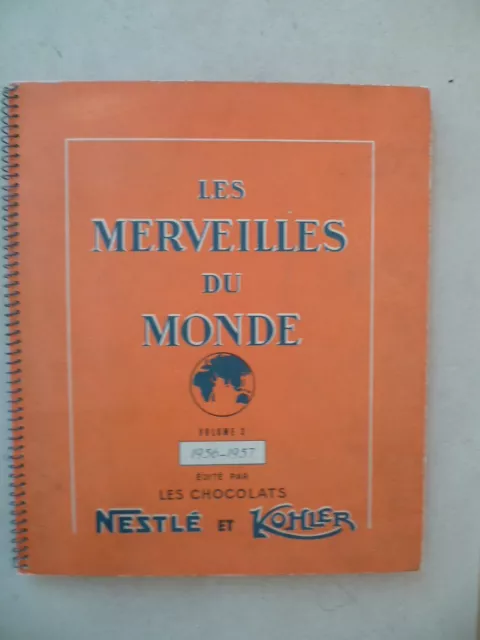 LES
MERVEILLES
DU
MONDE
VOLUME 3
1956-1957
ÉDITÉ PAR
LES CHOCOLATS
NESTLÉ ET KOHLER